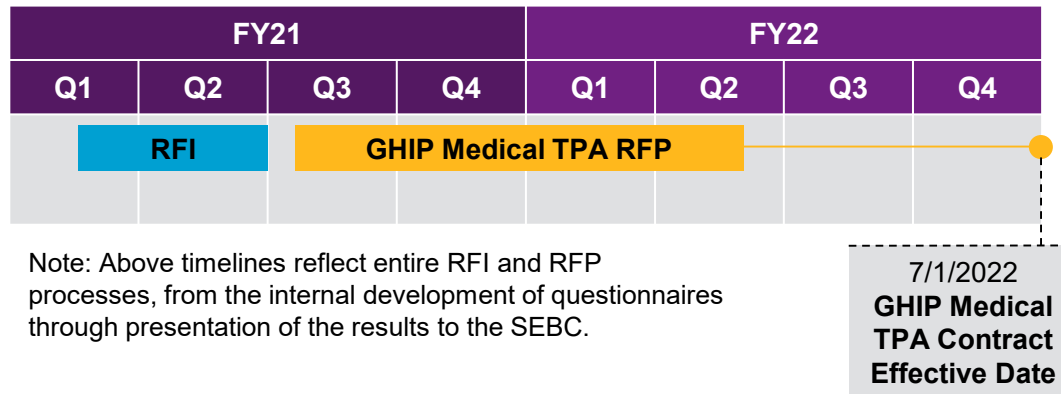 FY21 FY22
Q1 Q2 Q3 Q4 Q1 Q2 Q3 Q4
RFI GHIP Medical TPA RFP
Note: Above timelines reflect entire RFI and RFP
processes, from the internal development of questionnaires
through presentation of the results to the SEBC.
7/1/2022
GHIP Medical
TPA Contract
Effective Date